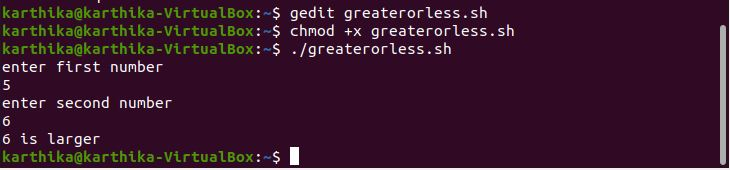 karthika@karthika-VirtualBox:~$ gedit greaterorless.sh
karthika@karthika-VirtualBox:~$ chmod +x greaterorless.sh
karthika@karthika-VirtualBox:~$ ./greaterorless.sh
enter first number
5
enter second number
6
6 is larger
karthika@karthika-VirtualBox:~$